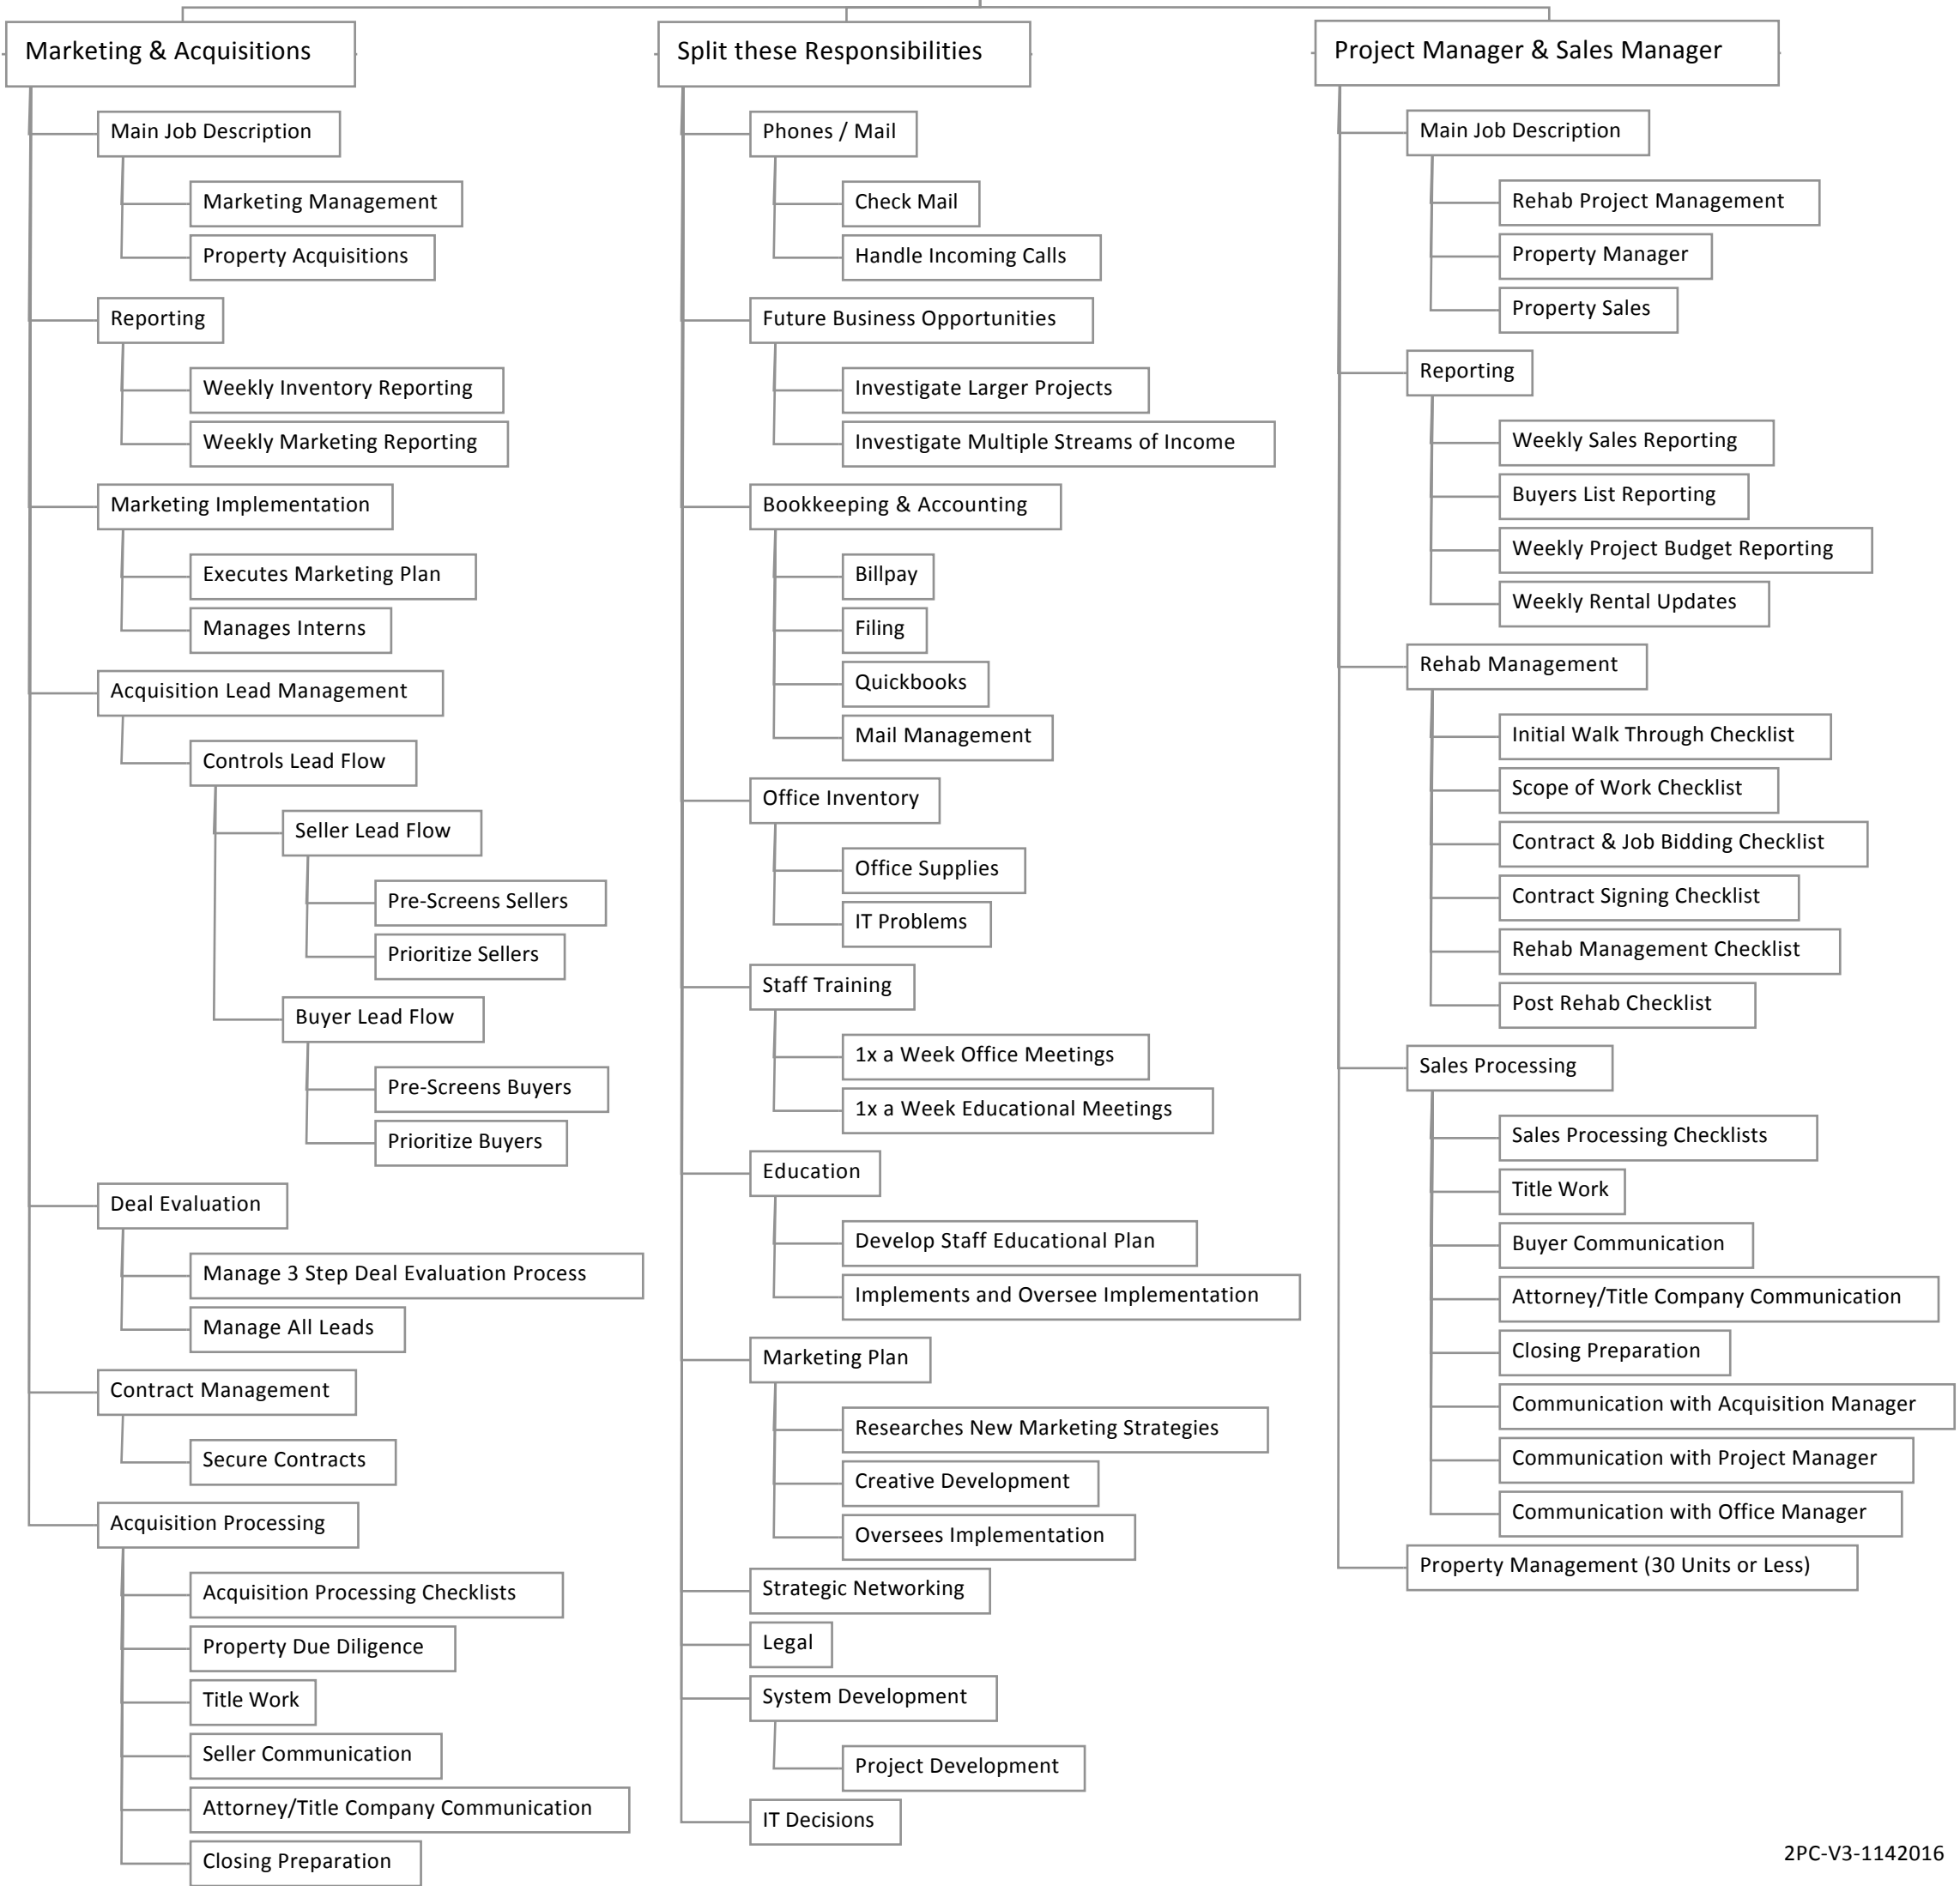 Marketing & Acquisitions
Main Job Description
Marketing Management
Property Acquisitions
Reporting
Weekly Inventory Reporting
Weekly Marketing Reporting
Marketing Implementation
Executes Marketing Plan
Manages Interns
Acquisition Lead Management
Controls Lead Flow
Seller Lead Flow
Pre-Screens Sellers
Prioritize Sellers
Buyer Lead Flow
Pre-Screens Buyers
Prioritize Buyers
Deal Evaluation
Manage 3 Step Deal Evaluation Process
Manage All Leads
Contract Management
Secure Contracts
Acquisition Processing
Acquisition Processing Checklists
Property Due Diligence
Title Work
Seller Communication
Attorney/Title Company Communication
Closing Preparation
Split these Responsibilities
Phones / Mail
Check Mail
Handle Incoming Calls
Future Business Opportunities
Investigate Larger Projects
Investigate Multiple Streams of Income
Bookkeeping & Accounting
Billpay
Filing
Quickbooks
Mail Management
Office Inventory
Office Supplies
IT Problems
Staff Training
1x a Week Office Meetings
1x a Week Educational Meetings
Education
Develop Staff Educational Plan
Implements and Oversee Implementation
Marketing Plan
Researches New Marketing Strategies
Creative Development
Oversees Implementation
Strategic Networking
Legal
System Development
Project Development
IT Decisions
Project Manager & Sales Manager
Main Job Description
Rehab Project Management
Property Manager
Property Sales
Reporting
Weekly Sales Reporting
Buyers List Reporting
Weekly Project Budget Reporting
Weekly Rental Updates
Rehab Management
Initial Walk Through Checklist
Scope of Work Checklist
Contract & Job Bidding Checklist
Contract Signing Checklist
Rehab Management Checklist
Post Rehab Checklist
Sales Processing
Sales Processing Checklists
Title Work
Buyer Communication
Attorney/Title Company Communication
Closing Preparation
Communication with Acquisition Manager
Communication with Project Manager
Communication with Office Manager
Property Management (30 Units or Less)
2PC-V3-1142016